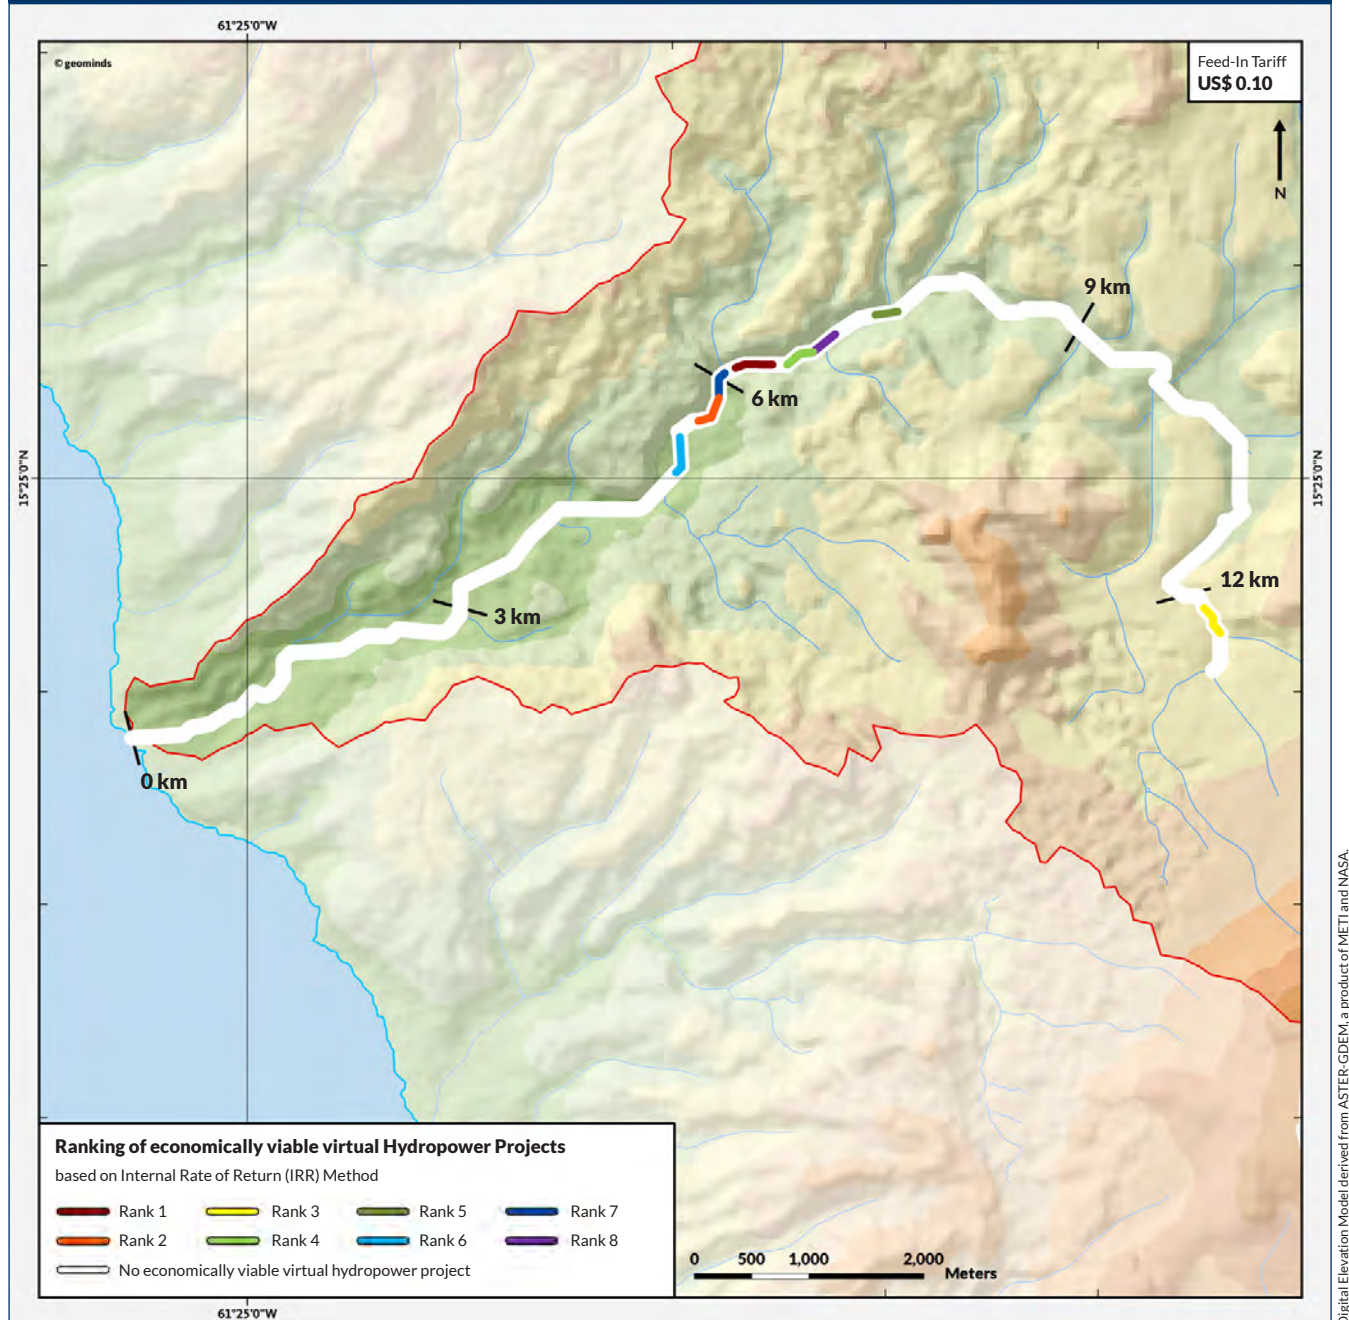 61°25'0"W
© geominds
Feed-In Tariff
US$ 0.10
N
9 km
6 km
15°25'0"N
15°25'0"N
12 km
3 km
0 km
Ranking of economically viable virtual Hydropower Projects
based on Internal Rate of Return (IRR) Method
Rank 1
Rank 3
Rank 5
Rank 7
Rank 2
Rank 4
Rank 6
Rank 8
No economically viable virtual hydropower project
0 500 1,000 2,000
Meters
61°25'0"W
Digital Elevation Model derived from ASTER-GDEM, a product of METI and NASA.